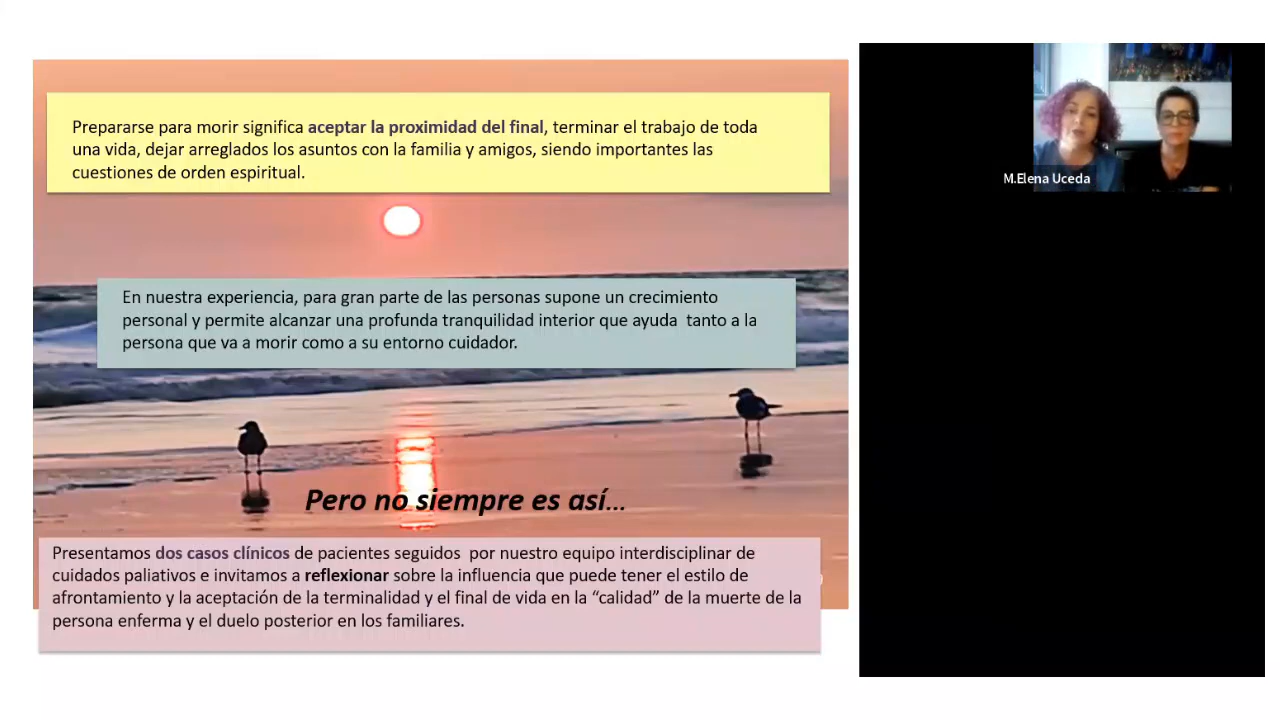 Prepararse para morir significa aceptar la proximidad del final, terminar el trabajo de toda
una vida, dejar arreglados los asuntos con la familia y amigos, siendo importantes las
cuestiones de orden espiritual.
M.Elena Uceda
En nuestra experiencia, para gran parte de las personas supone un crecimiento
personal y permite alcanzar una profunda tranquilidad interior que ayuda tanto a la
persona que va a morir como a su entorno cuidador.
Pero no siempre es así...
Presentamos dos casos clínicos de pacientes seguidos por nuestro equipo interdisciplinar de
cuidados paliativos e invitamos a reflexionar sobre la influencia que puede tener el estilo de
afrontamiento y la aceptación de la terminalidad y el final de vida en la “calidad” de la muerte de la
persona enferma y el duelo posterior en los familiares.